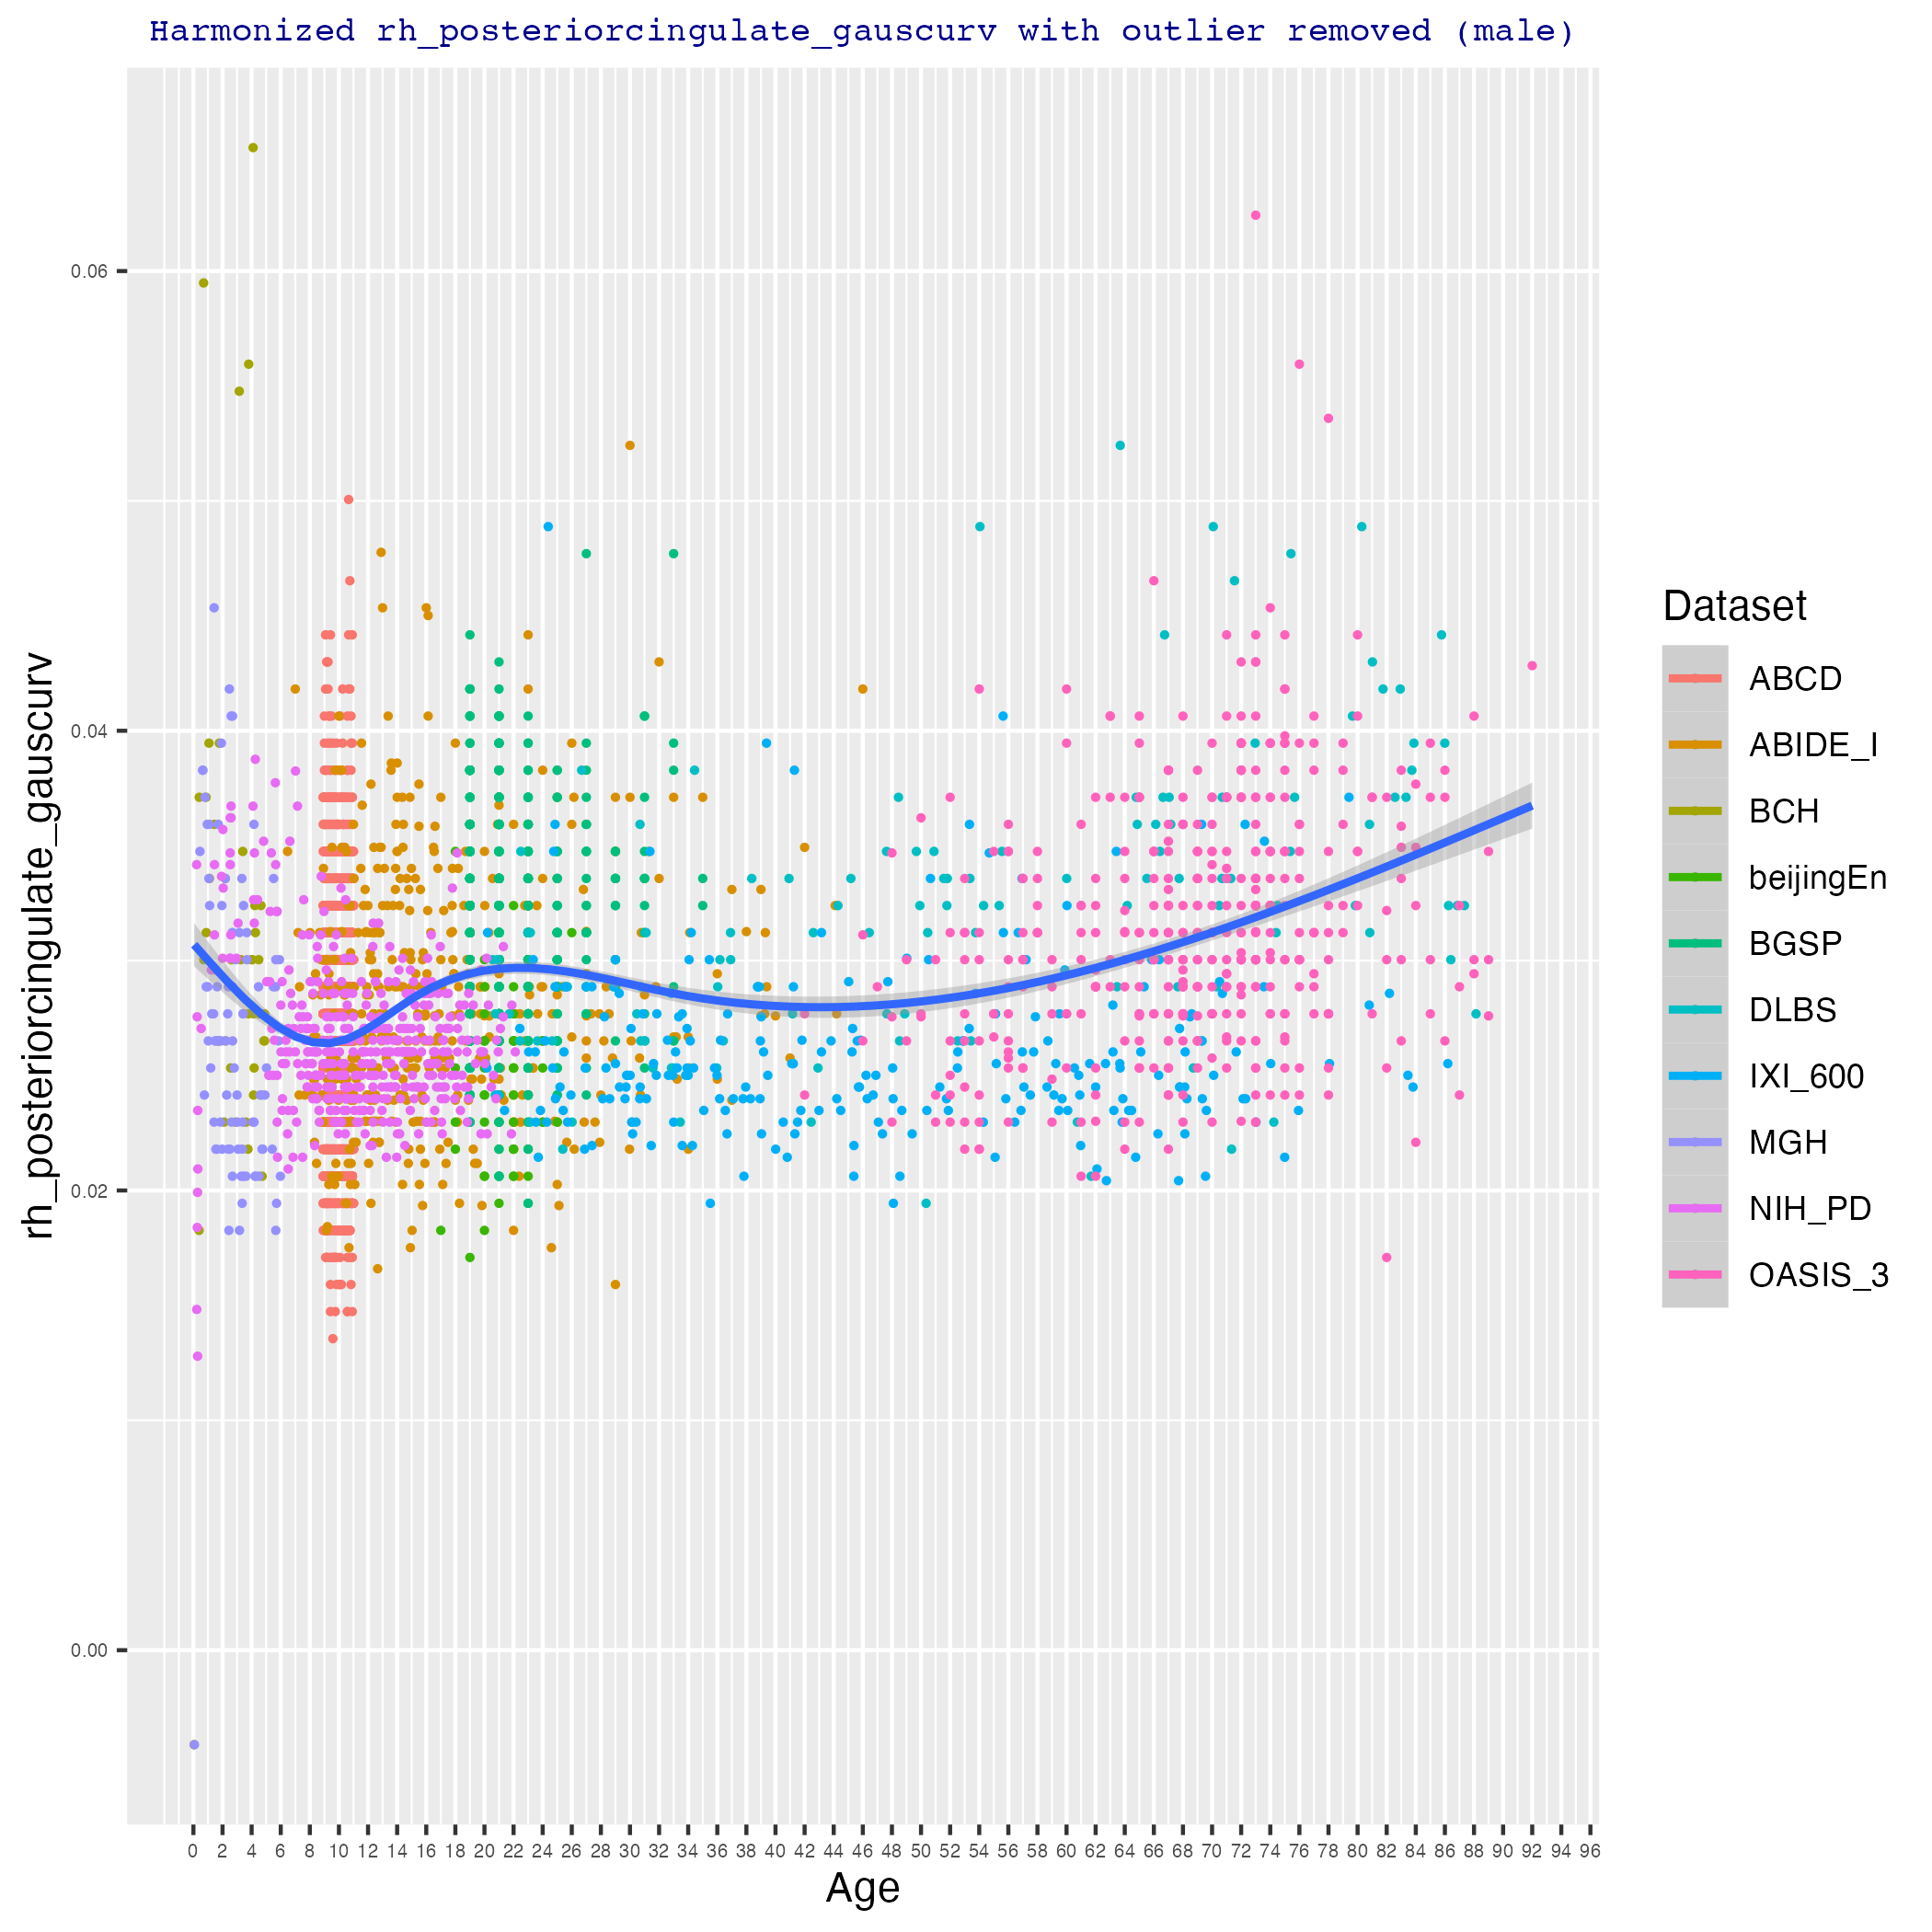 Harmonized rh_posteriorcingulate_gauscurv with outlier removed (male)
rh_posteriorcingulate_gauscurv
0.06
0.04
0.02
0.00
0 2 4 6 8 10 12 14 16 18 20 22 24 26 28 30 32 34 36 38 40 42 44 46 48 50 52 54 56 58 60 62 64 66 68 70 72 74 76 78 80 82 84 86 88 90 92 94 96
Age
Dataset
ABCD
ABIDE_I
BCH
beijingEn
BGSP
DLBS
IXI_600
MGH
NIH_PD
OASIS_3